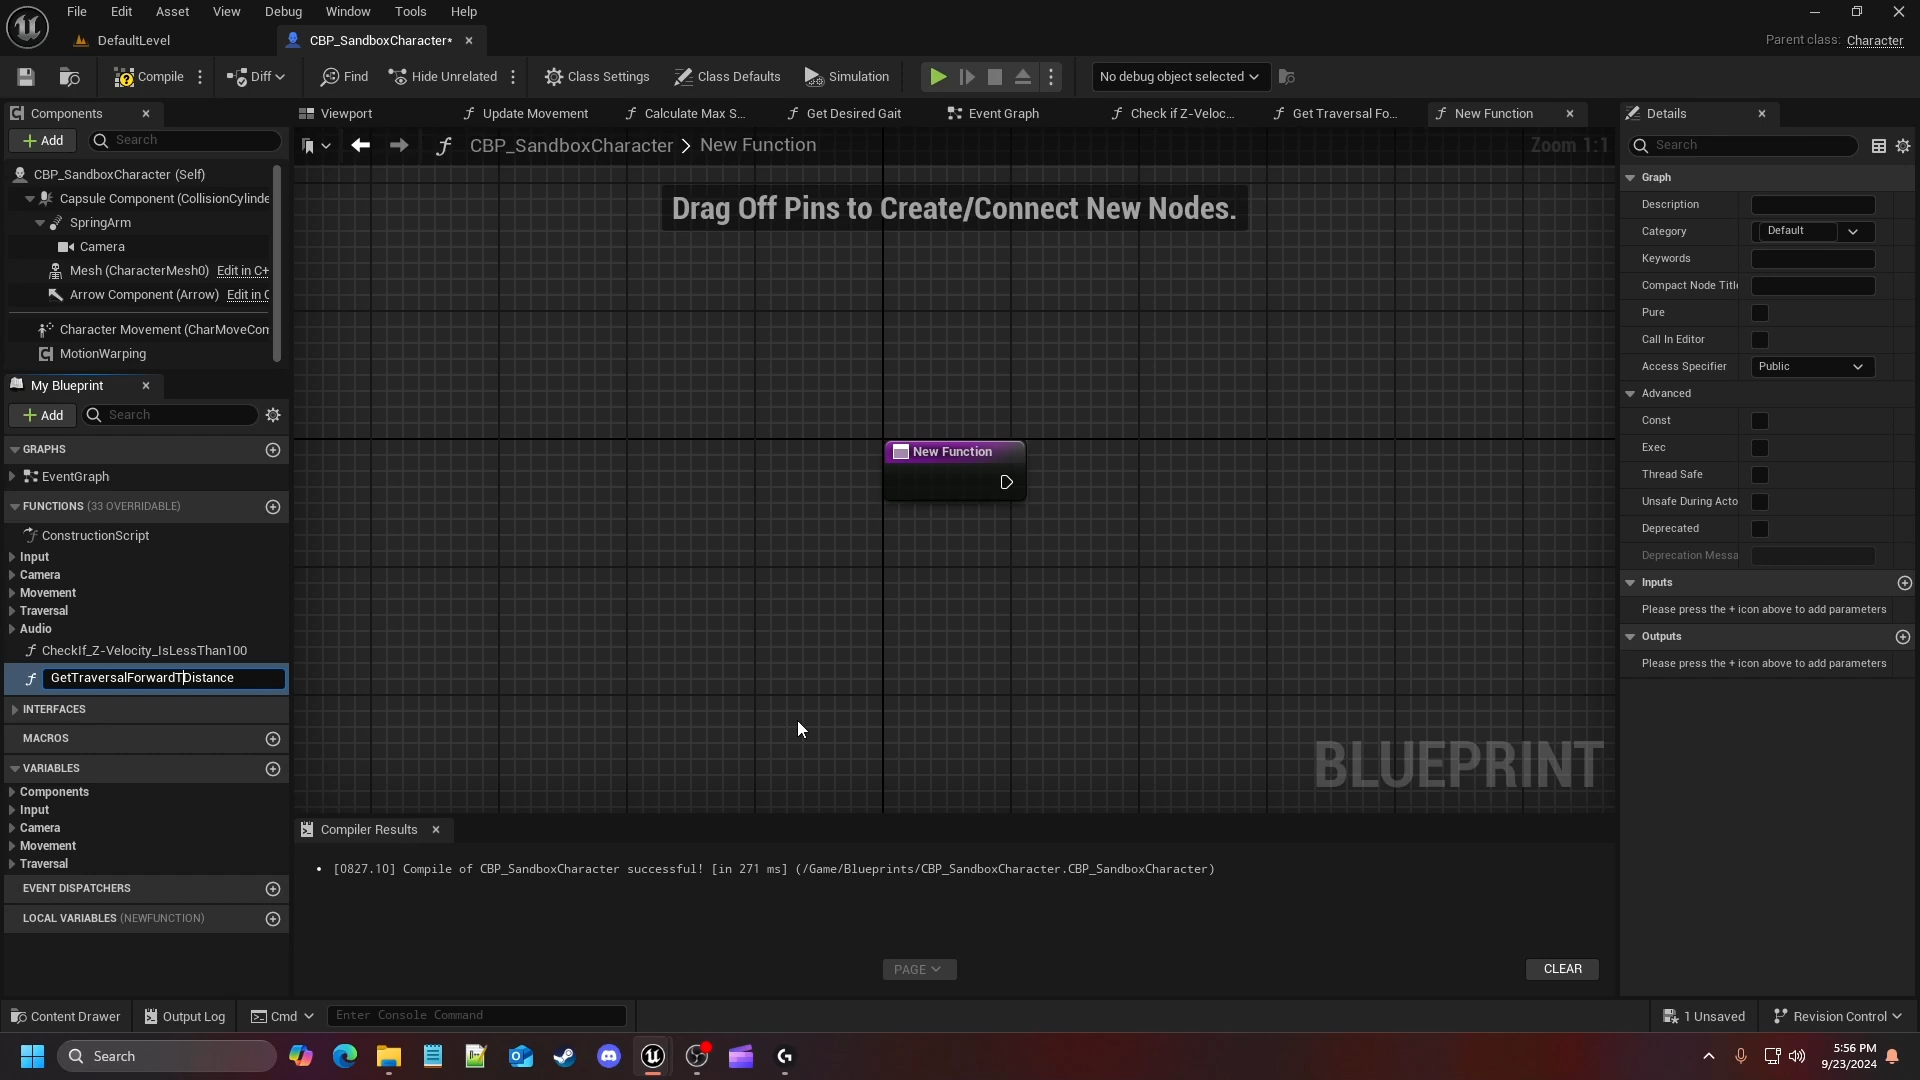 File Edit Asset View Debug Window Tools Help
DefaultLevel
CBP_SandboxCharacter*
Parent class: Character
Compile
Diff
Find
Hide Unrelated
Class Settings
Class Defaults
Simulation
No debug object selected
Components
Add
Search
CBP_SandboxCharacter (Self)
Capsule Component (CollisionCylinde
SpringArm
Camera
Mesh (CharacterMesh0) Edit in C+
Arrow Component (Arrow) Edit in C
Character Movement (CharMoveCon
MotionWarping
My Blueprint
Add
Search
GRAPHS
EventGraph
FUNCTIONS (33 OVERRIDABLE)
ConstructionScript
Input
Camera
Movement
Traversal
Audio
CheckIf_Z-Velocity_IsLessThan100
GetTraversalForwardTDistance
INTERFACES
MACROS
VARIABLES
Components
Input
Camera
Movement
Traversal
EVENT DISPATCHERS
LOCAL VARIABLES (NEWFUNCTION)
Viewport
Update Movement
Calculate Max S...
Get Desired Gait
Event Graph
Check if Z-Veloc...
Get Traversal Fo...
New Function
CBP_SandboxCharacter > New Function
Zoom 1:1
Drag Off Pins to Create/Connect New Nodes.
New Function
BLUEPRINT
Compiler Results
• [0827.10] Compile of CBP_SandboxCharacter successful! [in 271 ms] (/Game/Blueprints/CBP_SandboxCharacter.CBP_SandboxCharacter)
PAGE
CLEAR
Details
Search
Graph
Description
Category Default
Keywords
Compact Node Title
Pure
Call In Editor
Access Specifier Public
Advanced
Const
Exec
Thread Safe
Unsafe During Acto
Deprecated
Deprecation Messa
Inputs
Please press the + icon above to add parameters
Outputs
Please press the + icon above to add parameters
Content Drawer
Output Log
Cmd
Enter Console Command
1 Unsaved
Revision Control
Search
5:56 PM
9/23/2024